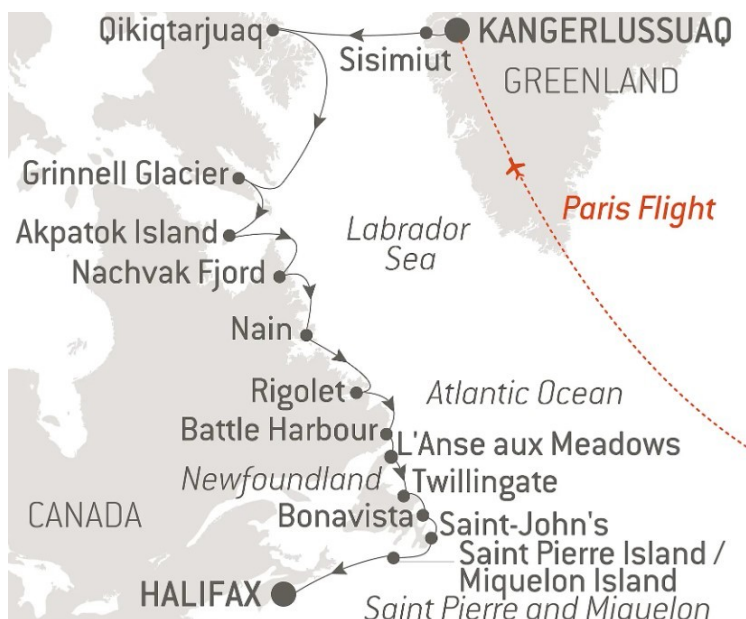 Qikiqtarjuaq
KANGERLUSSUAQ
Sisimiut
GREENLAND
Grinnell Glacier
Paris Flight
Akpatok Island
Labrador
Sea
Nachvak Fjord
Nain
Rigolet
Atlantic Ocean
Battle Harbour
L'Anse aux Meadows
Newfoundland
Twillingate
CANADA
Bonavista
Saint-John's
Saint Pierre Island /
Miquelon Island
HALIFAX
Saint Pierre and Miquelon